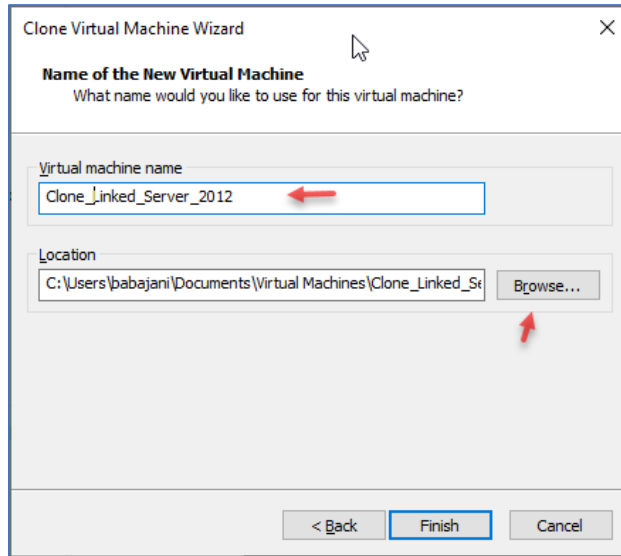 Clone Virtual Machine Wizard
Name of the New Virtual Machine
What name would you like to use for this virtual machine?
Virtual machine name
Clone_Linked_Server_2012
Location
C:\Users\babajani\Documents\Virtual Machines\Clone_Linked_Se
Browse...
< Back
Finish
Cancel